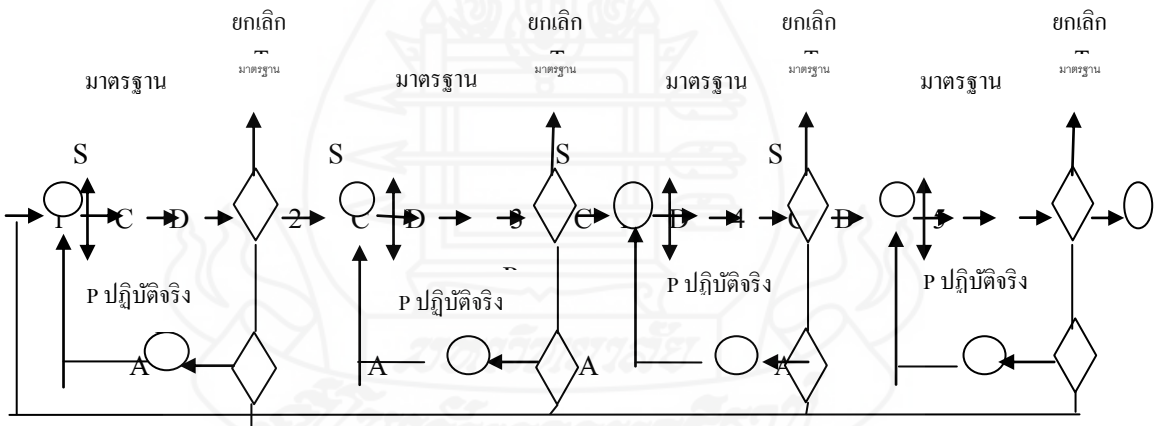 ยกเลิก ยกเลิก ยกเลิก ยกเลิก
มาตรฐาน มาตรฐาน มาตรฐาน มาตรฐาน
มาตรฐาน มาตรฐาน มาตรฐาน มาตรฐาน
S S S S
C D 2 C D 3 C D 4 C D 5
P ปฏิบัติจริง P ปฏิบัติจริง P ปฏิบัติจริง P ปฏิบัติจริง
A A A A